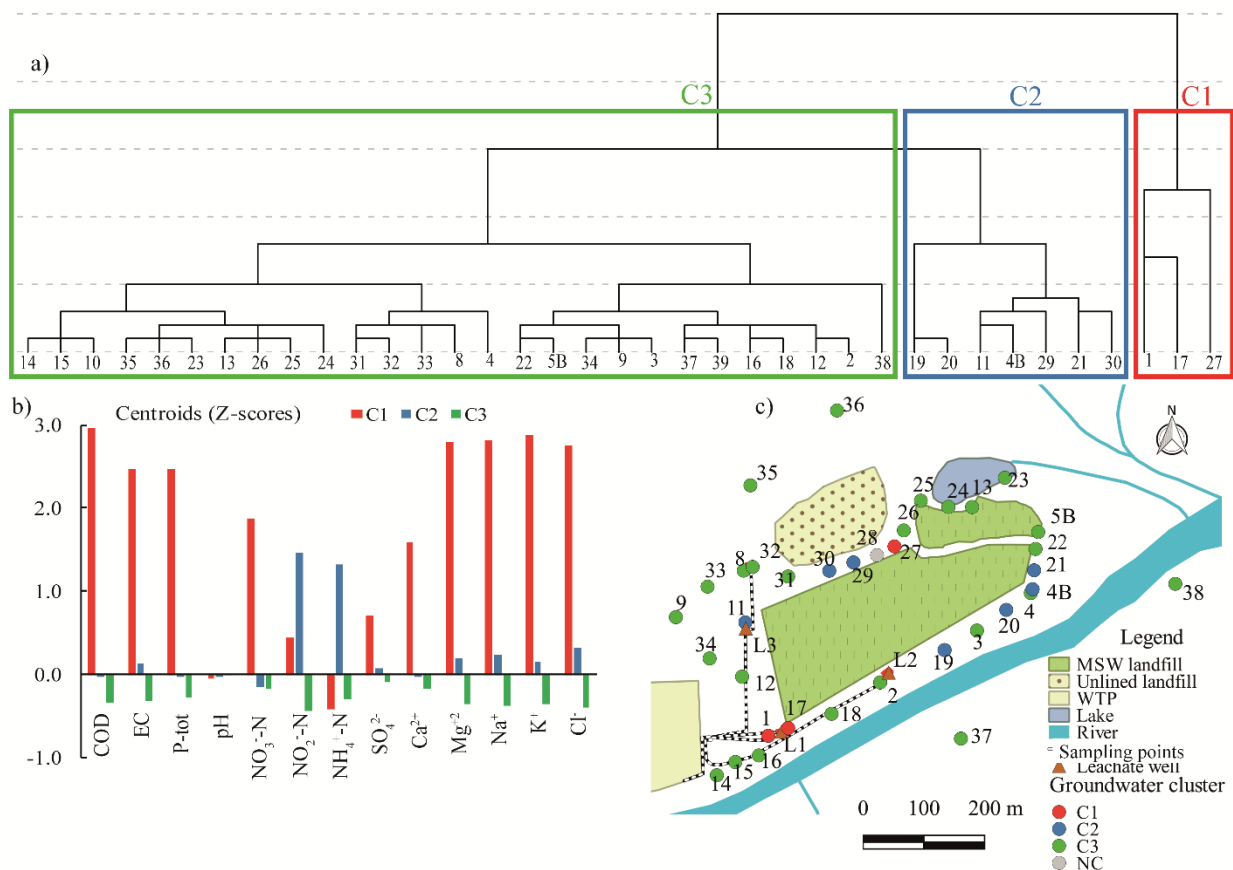 a)
C3
C2
C1
14 15 10 35 36 23 13 26 25 24 31 32 33 8 4 22 5B 34 9 3 37 39 16 18 12 2 38 19 20 11 4B 29 21 30 1 17 27
b)
Centroids (Z-scores)
C1 C2 C3
3.0
2.0
1.0
0.0
-1.0
COD
EC
P-tot
pH
NO₃⁻-N
NO₂⁻-N
NH₄⁺-N
SO₄²⁻
Ca²⁺
Mg⁺²
Na⁺
K⁺
Cl⁻
c)
36
N
35
23
25 24 13
26
5B
28
27
22
33 8 32
31
30
29
21
4B
38
9
11
4
20
34
L3
3
19
12
L2
2
17
1
18
37
L1
16
15
14
0 100 200 m
Legend
MSW landfill
Unlined landfill
WTP
Lake
River
Sampling points
Leachate well
Groundwater cluster
C1
C2
C3
NC